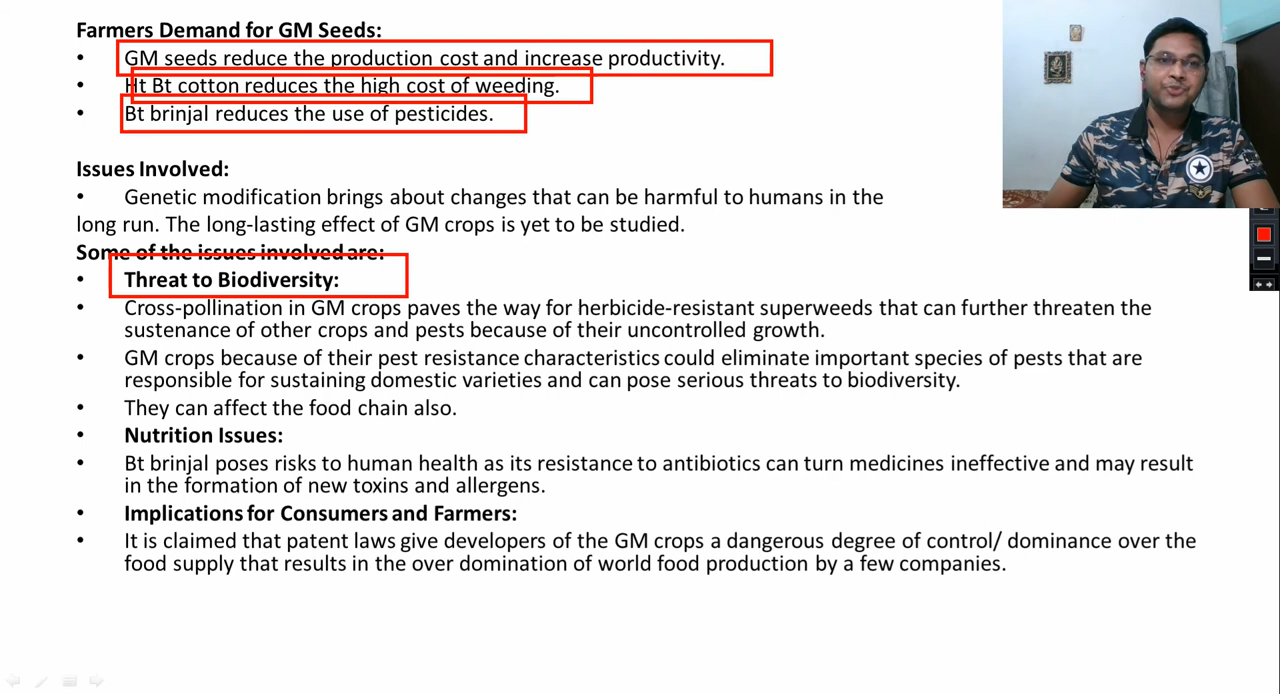 Farmers Demand for GM Seeds:
• GM seeds reduce the production cost and increase productivity.
• Ht Bt cotton reduces the high cost of weeding.
• Bt brinjal reduces the use of pesticides.
Issues Involved:
• Genetic modification brings about changes that can be harmful to humans in the
long run. The long-lasting effect of GM crops is yet to be studied.
Some of the issues involved are:
• Threat to Biodiversity:
• Cross-pollination in GM crops paves the way for herbicide-resistant superweeds that can further threaten the
sustenance of other crops and pests because of their uncontrolled growth.
• GM crops because of their pest resistance characteristics could eliminate important species of pests that are
responsible for sustaining domestic varieties and can pose serious threats to biodiversity.
• They can affect the food chain also.
• Nutrition Issues:
• Bt brinjal poses risks to human health as its resistance to antibiotics can turn medicines ineffective and may result
in the formation of new toxins and allergens.
• Implications for Consumers and Farmers:
• It is claimed that patent laws give developers of the GM crops a dangerous degree of control/ dominance over the
food supply that results in the over domination of world food production by a few companies.